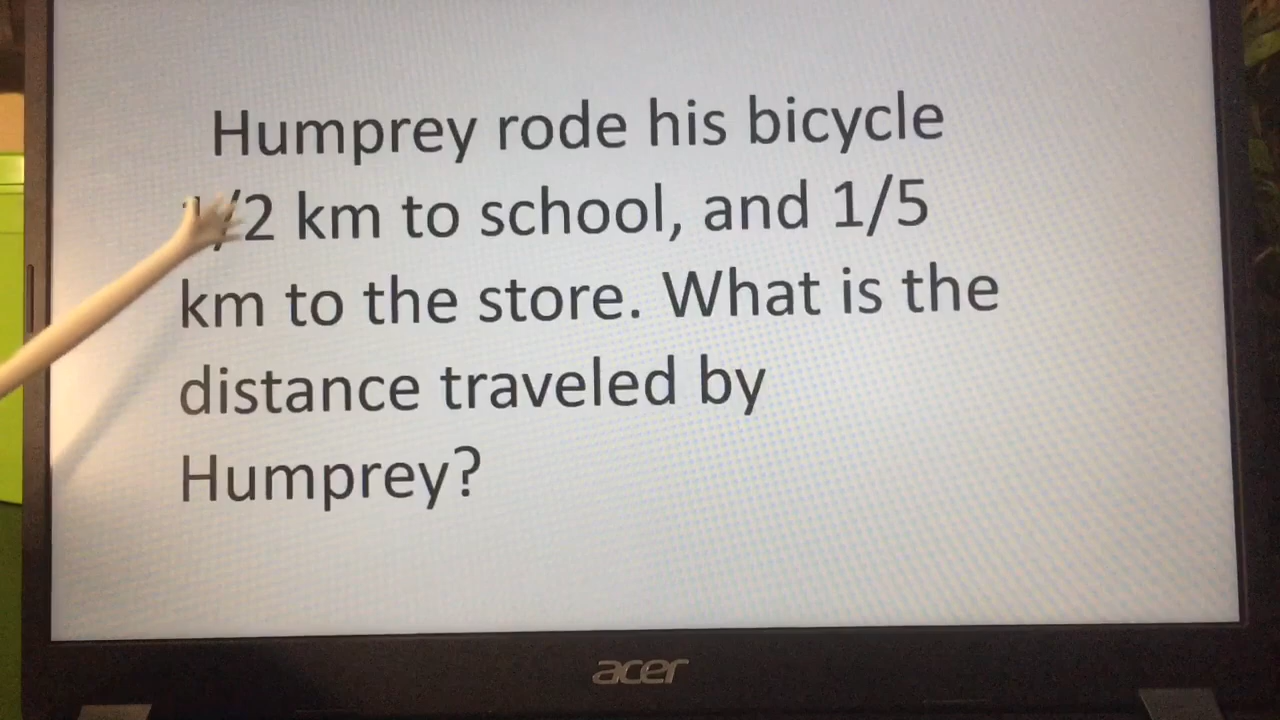 Humprey rode his bicycle
1/2 km to school, and 1/5
km to the store. What is the
distance traveled by
Humprey?
acer